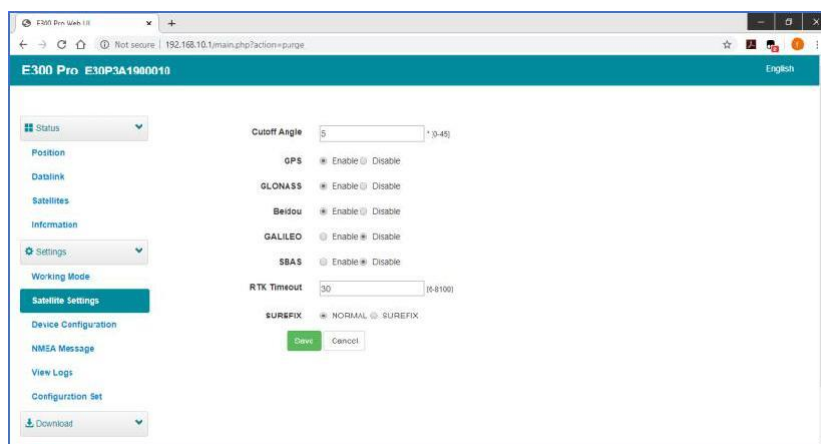 E300 Pro Web UI
Not secure | 192.168.10.1/main.php?action=purge
E300 Pro E30P3A1900010
English
Status
Position
Datalink
Satellites
Information
Settings
Working Mode
Satellite Settings
Device Configuration
NMEA Message
View Logs
Configuration Set
Download
Cutoff Angle 5 * [0-45]
GPS Enable Disable
GLONASS Enable Disable
Beidou Enable Disable
GALILEO Enable Disable
SBAS Enable Disable
RTK Timeout 30
SUREFIX NORMAL SUREFIX
Save Cancel